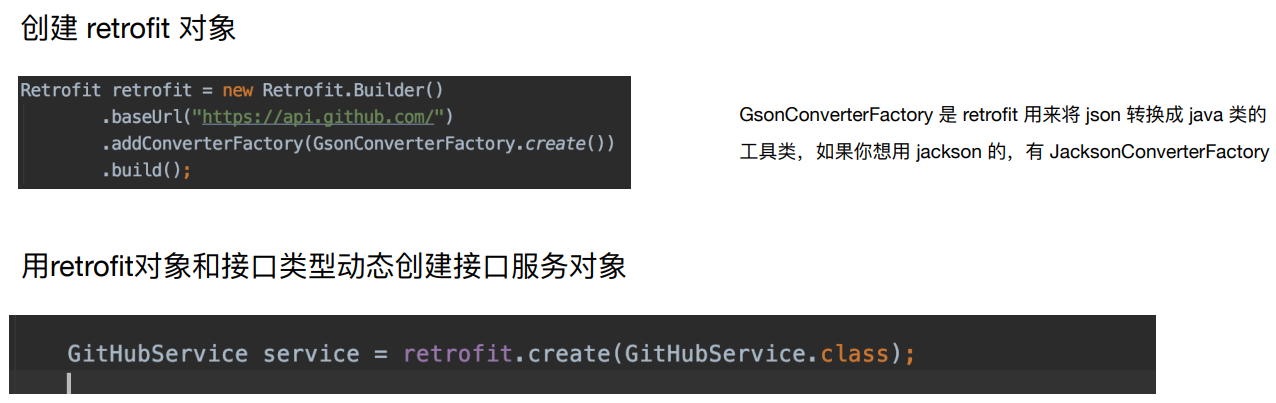 创建 retrofit 对象
Retrofit retrofit = new Retrofit.Builder()
.baseUrl("https://api.github.com/")
.addConverterFactory(GsonConverterFactory.create())
.build();
GsonConverterFactory 是 retrofit 用来将 json 转换成 java 类的
工具类，如果你想用 jackson 的，有 JacksonConverterFactory
用retrofit对象和接口类型动态创建接口服务对象
GitHubService service = retrofit.create(GitHubService.class);